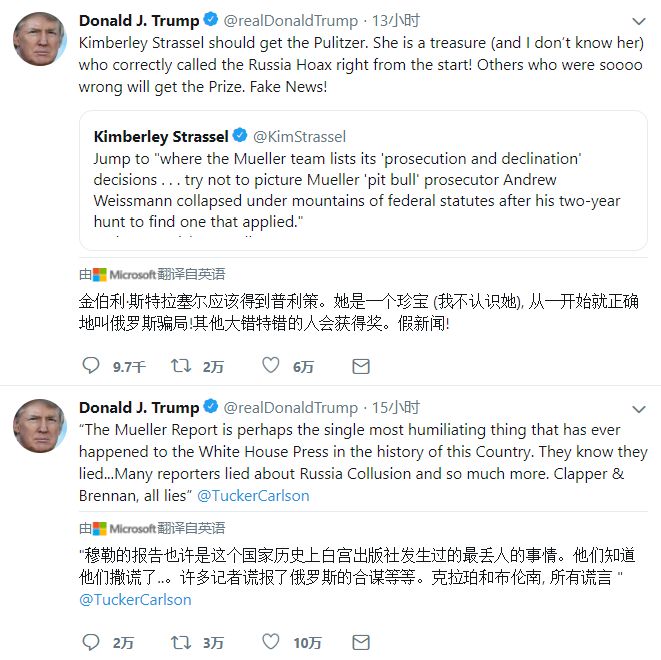 Donald J. Trump @realDonaldTrump · 13小时
Kimberley Strassel should get the Pulitzer. She is a treasure (and I don’t know her)
who correctly called the Russia Hoax right from the start! Others who were soooo
wrong will get the Prize. Fake News!
Kimberley Strassel @KimStrassel
Jump to "where the Mueller team lists its 'prosecution and declination'
decisions . . . try not to picture Mueller 'pit bull' prosecutor Andrew
Weissmann collapsed under mountains of federal statutes after his two-year
hunt to find one that applied."
由 Microsoft 翻译自英语
金伯利·斯特拉塞尔应该得到普利策。她是一个珍宝 (我不认识她), 从一开始就正确
地叫俄罗斯骗局!其他大错特错的人会获得奖。假新闻!
9.7千 2万 6万
Donald J. Trump @realDonaldTrump · 15小时
“The Mueller Report is perhaps the single most humiliating thing that has ever
happened to the White House Press in the history of this Country. They know they
lied...Many reporters lied about Russia Collusion and so much more. Clapper &
Brennan, all lies” @TuckerCarlson
由 Microsoft 翻译自英语
"穆勒的报告也许是这个国家历史上白宫出版社发生过的最丢人的事情。他们知道
他们撒谎了..。许多记者谎报了俄罗斯的合谋等等。克拉珀和布伦南, 所有谎言 "
@TuckerCarlson
2万 3万 10万